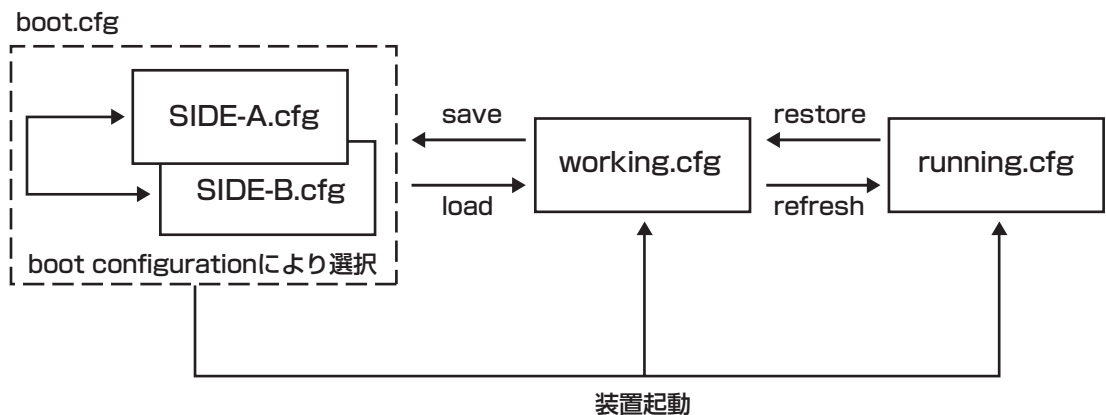 boot.cfg
SIDE-A.cfg
SIDE-B.cfg
boot configurationにより選択
save
load
working.cfg
restore
refresh
running.cfg
装置起動